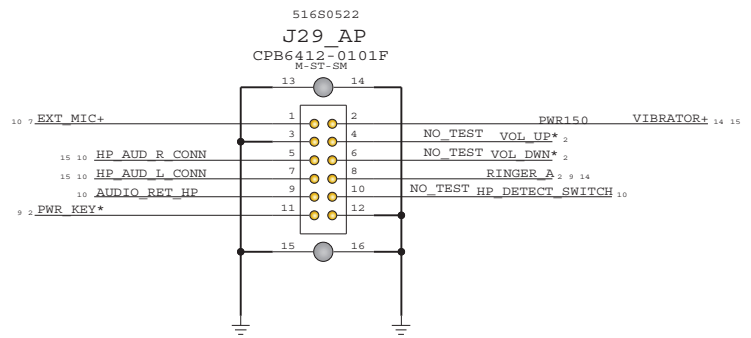 516S0522
J29_AP
CPB6412-0101F
M-ST-SM
13 14
10 7 EXT_MIC+ 1 2 PWR150 VIBRATOR+ 14 15
3 4 NO_TEST VOL_UP* 2
15 10 HP_AUD_R_CONN 5 6 NO_TEST VOL_DWN* 2
15 10 HP_AUD_L_CONN 7 8 RINGER_A 2 9 14
10 AUDIO_RET_HP 9 10 NO_TEST HP_DETECT_SWITCH 10
9 2 PWR_KEY* 11 12
15 16